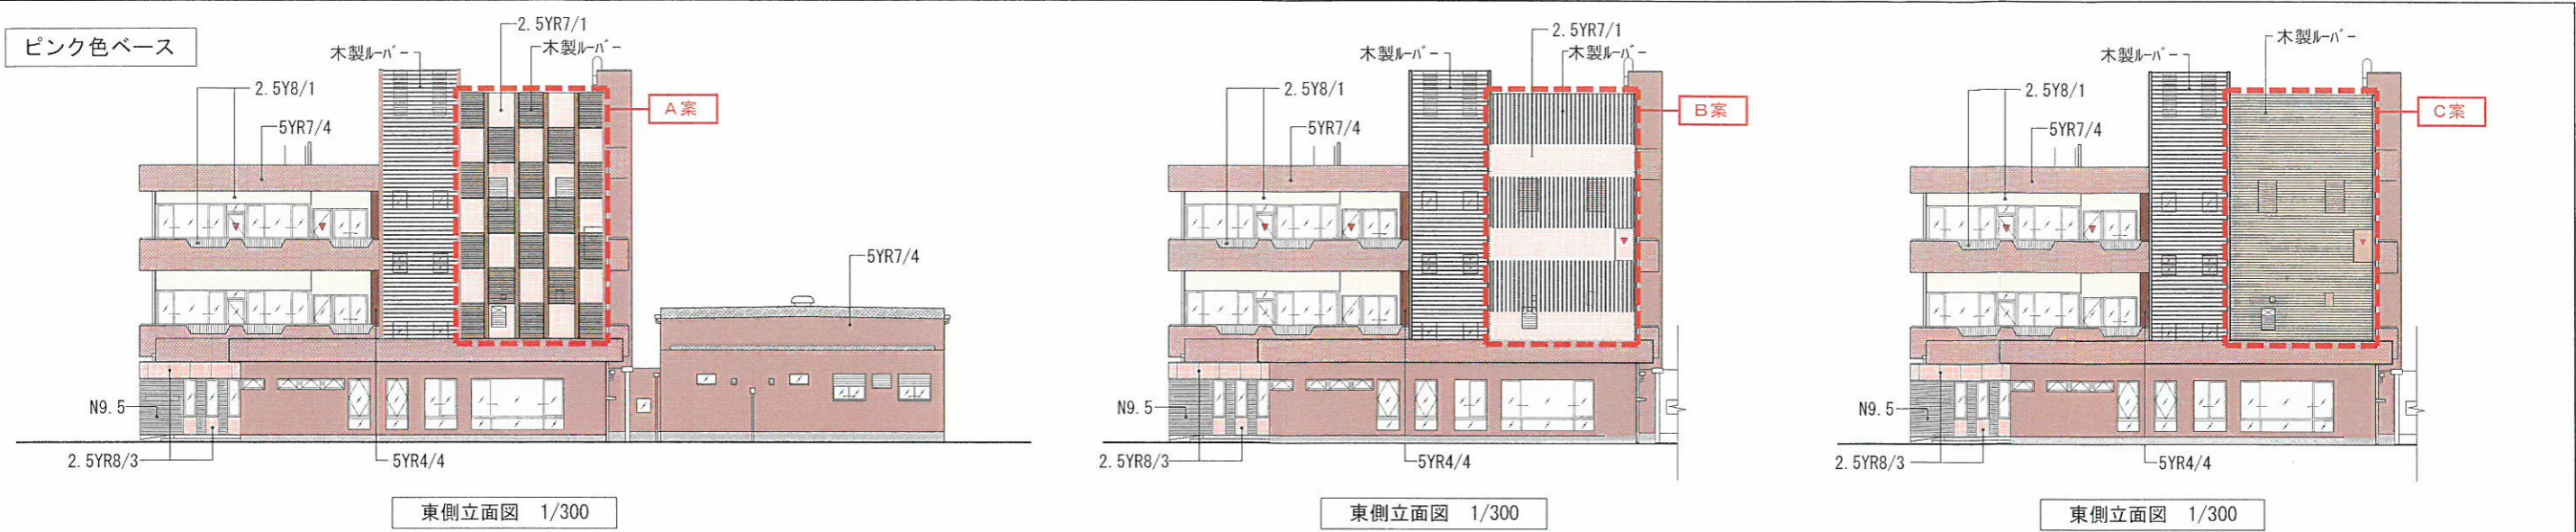 ピンク色ベース
2.5YR7/1
木製ルーバー
木製ルーバー
2.5Y8/1
5YR7/4
A案
5YR7/4
N9.5
2.5YR8/3
5YR4/4
東側立面図 1/300
2.5YR7/1
木製ルーバー
木製ルーバー
2.5Y8/1
5YR7/4
B案
N9.5
2.5YR8/3
5YR4/4
東側立面図 1/300
木製ルーバー
木製ルーバー
2.5Y8/1
5YR7/4
C案
N9.5
2.5YR8/3
5YR4/4
東側立面図 1/300